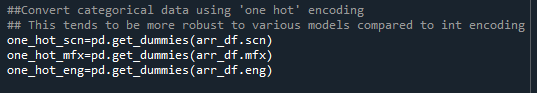 ##Convert categorical data using 'one hot' encoding
## This tends to be more robust to various models compared to int encoding
one_hot_scn=pd.get_dummies(arr_df.scn)
one_hot_mfx=pd.get_dummies(arr_df.mfx)
one_hot_eng=pd.get_dummies(arr_df.eng)